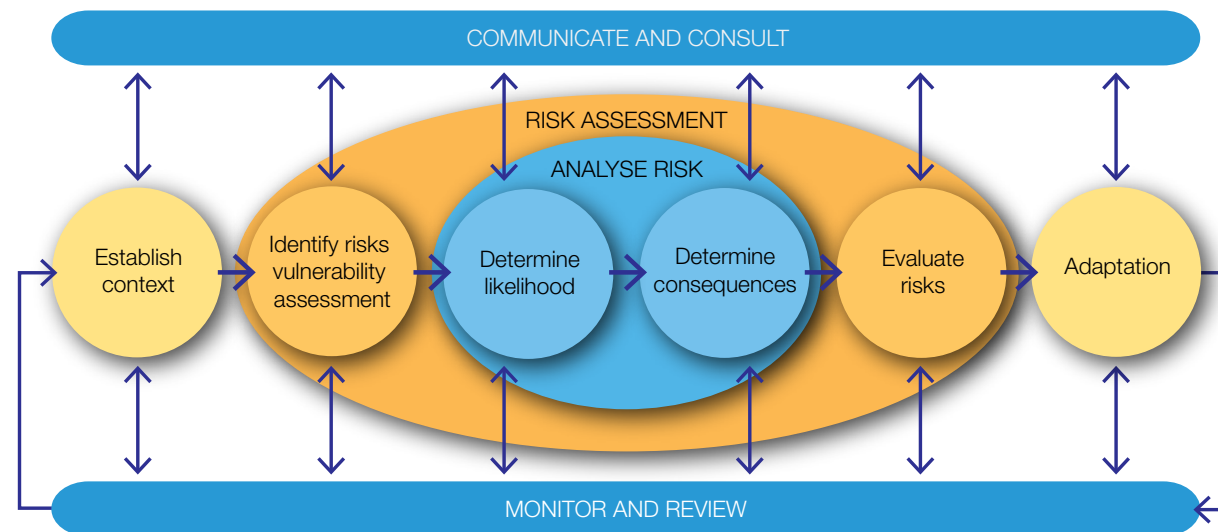 COMMUNICATE AND CONSULT
RISK ASSESSMENT
ANALYSE RISK
Establish
context
Identify risks
vulnerability
assessment
Determine
likelihood
Determine
consequences
Evaluate
risks
Adaptation
MONITOR AND REVIEW